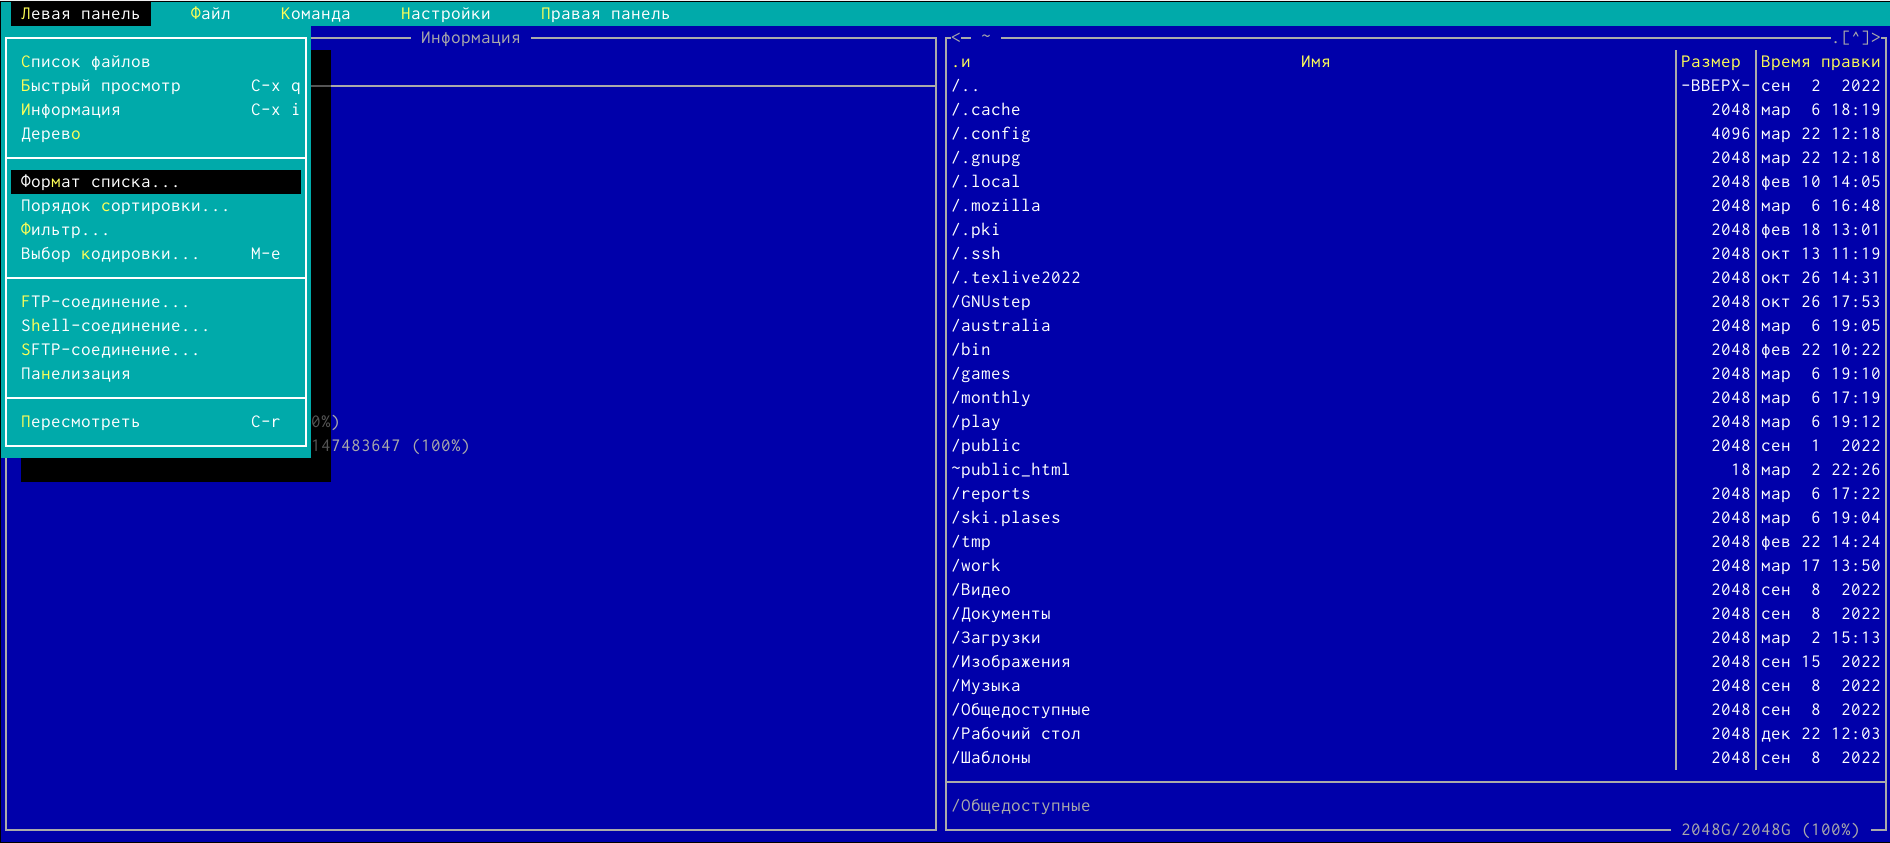 Левая панель Файл Команда Настройки Правая панель
Информация
Список файлов
Быстрый просмотр C-x q
Информация C-x i
Дерево
Формат списка...
Порядок сортировки...
Фильтр...
Выбор кодировки... M-e
FTP-соединение...
Shell-соединение...
SFTP-соединение...
Панелизация
Пересмотреть C-r
0%)
147483647 (100%)
<- ~ .[^]>
.и Имя Размер Время правки
/.. -ВВЕРХ- сен 2 2022
/.cache 2048 мар 6 18:19
/.config 4096 мар 22 12:18
/.gnupg 2048 мар 22 12:18
/.local 2048 фев 10 14:05
/.mozilla 2048 мар 6 16:48
/.pki 2048 фев 18 13:01
/.ssh 2048 окт 13 11:19
/.texlive2022 2048 окт 26 14:31
/GNUstep 2048 окт 26 17:53
/australia 2048 мар 6 19:05
/bin 2048 фев 22 10:22
/games 2048 мар 6 19:10
/monthly 2048 мар 6 17:19
/play 2048 мар 6 19:12
/public 2048 сен 1 2022
~public_html 18 мар 2 22:26
/reports 2048 мар 6 17:22
/ski.plases 2048 мар 6 19:04
/tmp 2048 фев 22 14:24
/work 2048 мар 17 13:50
/Видео 2048 сен 8 2022
/Документы 2048 сен 8 2022
/Загрузки 2048 мар 2 15:13
/Изображения 2048 сен 15 2022
/Музыка 2048 сен 8 2022
/Общедоступные 2048 сен 8 2022
/Рабочий стол 2048 дек 22 12:03
/Шаблоны 2048 сен 8 2022
/Общедоступные
2048G/2048G (100%)